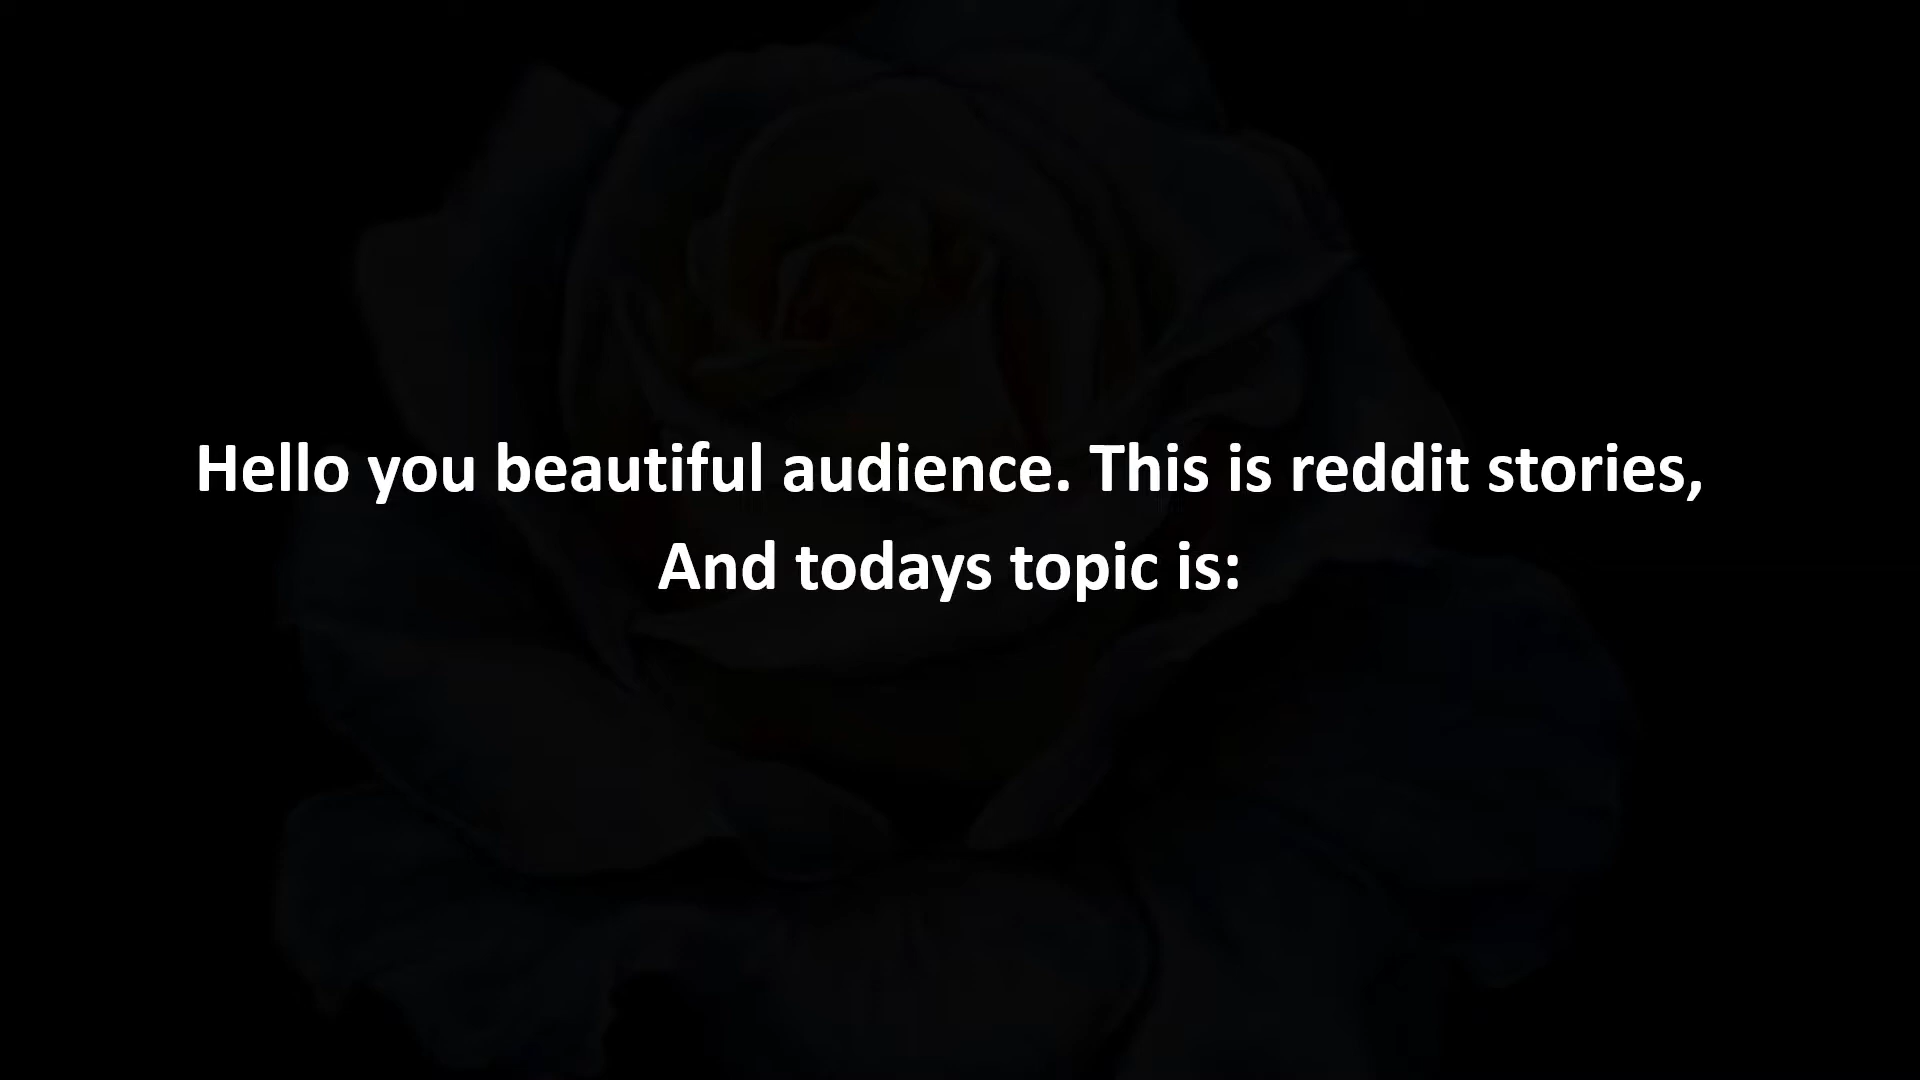 Hello you beautiful audience. This is reddit stories,
And todays topic is: